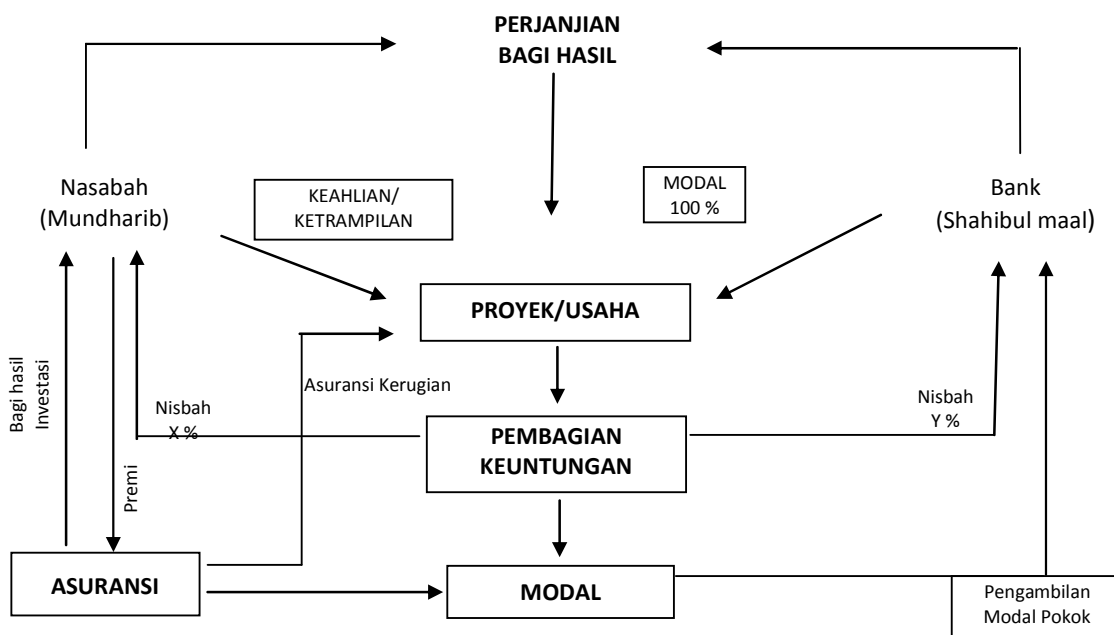 PERJANJIAN
BAGI HASIL
Nasabah
(Mundharib)
KEAHLIAN/
KETRAMPILAN
MODAL
100 %
Bank
(Shahibul maal)
PROYEK/USAHA
Bagi hasil
Investasi
Premi
Nisbah
X %
Asuransi Kerugian
Nisbah
Y %
PEMBAGIAN
KEUNTUNGAN
ASURANSI
MODAL
Pengambilan
Modal Pokok